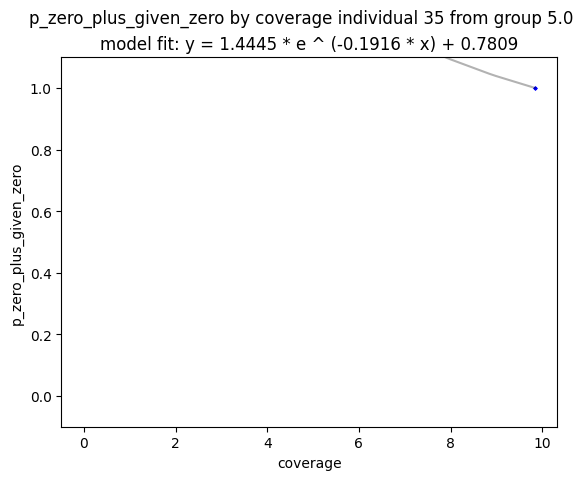 p_zero_plus_given_zero by coverage individual 35 from group 5.0
model fit: y = 1.4445 * e ^ (-0.1916 * x) + 0.7809
p_zero_plus_given_zero
1.0
0.8
0.6
0.4
0.2
0.0
0 2 4 6 8 10
coverage